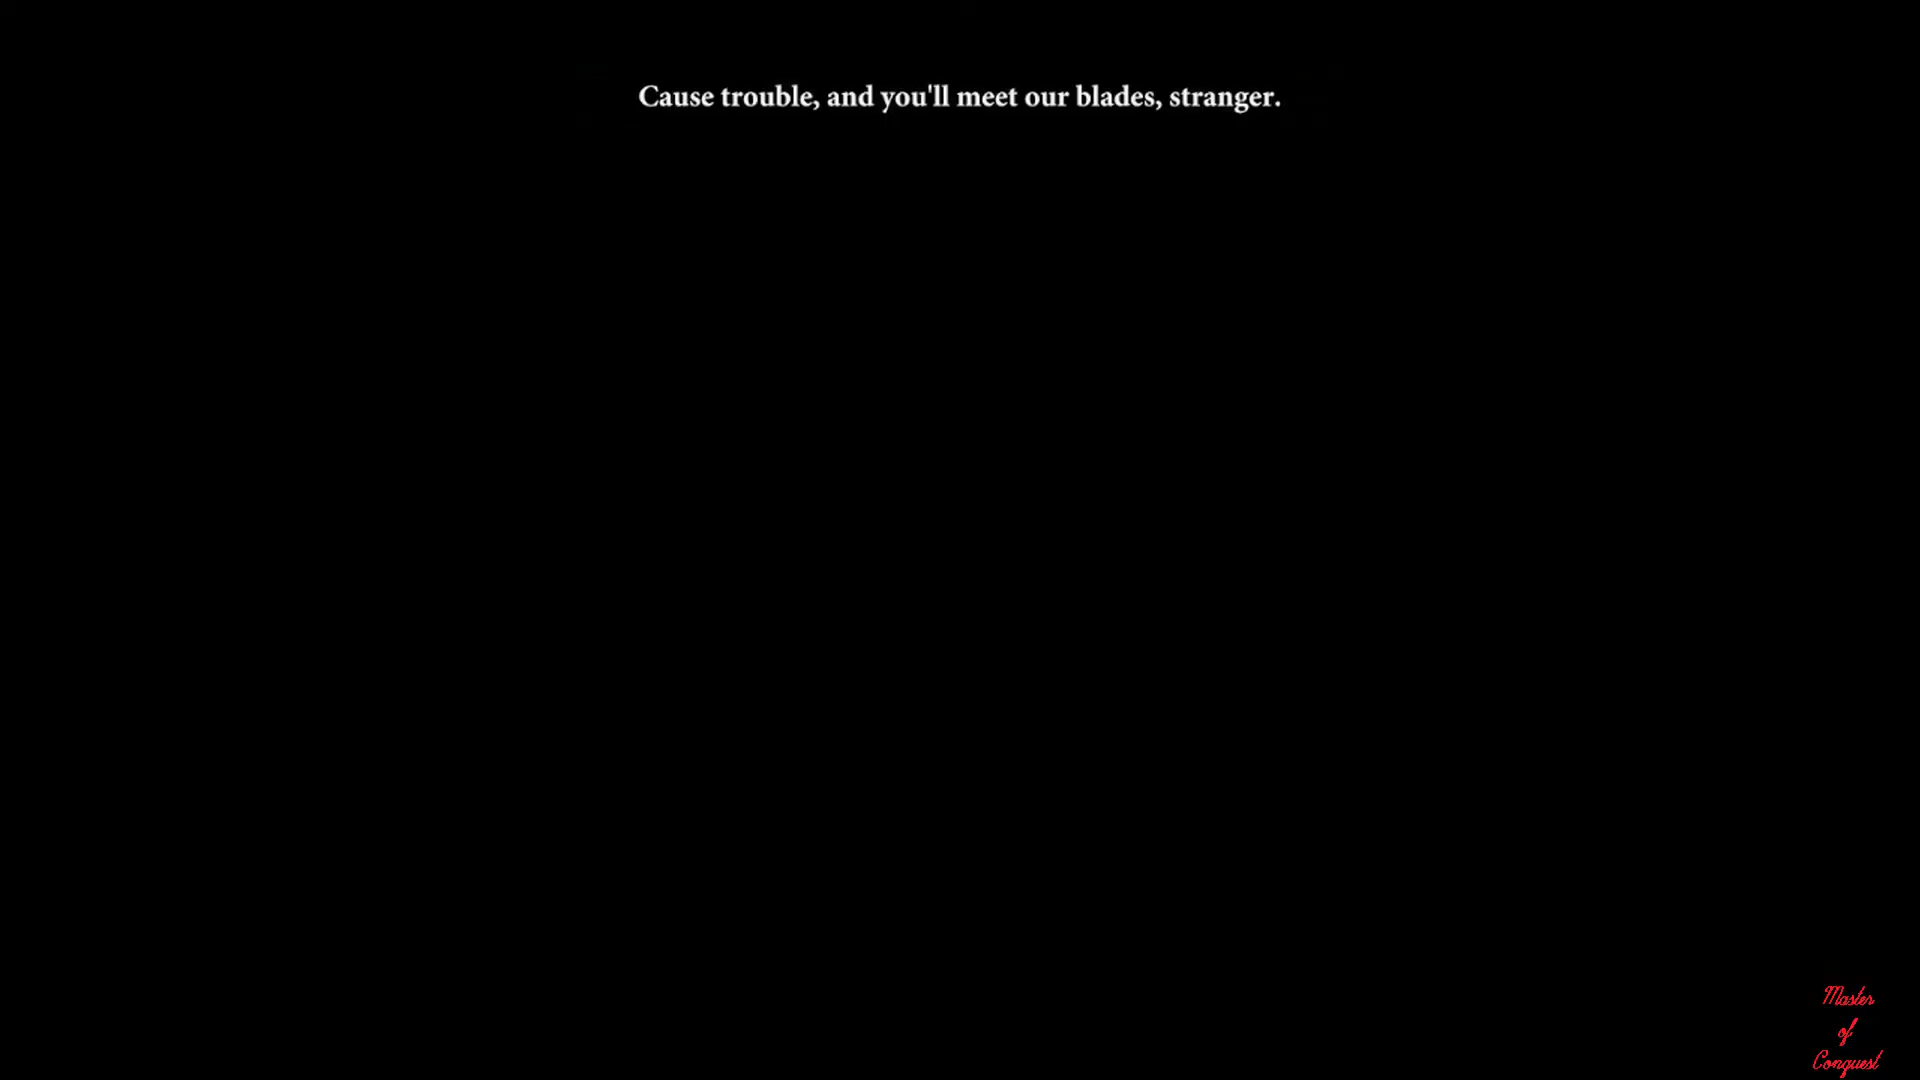 Cause trouble, and you'll meet our blades, stranger.
Master
of
Conquest